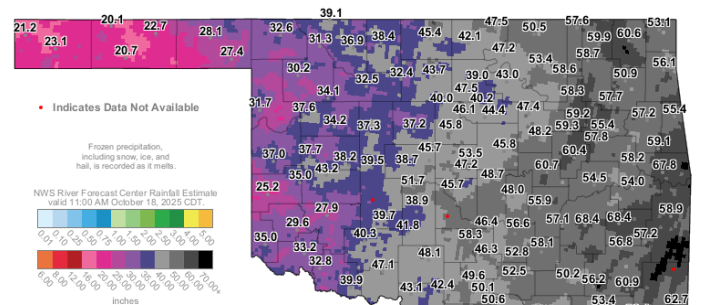 39.1
21.2 20.1 22.7 28.1 32.6 31.3 36.9 38.4 45.4 42.1 47.5 50.5 57.6 59.9 60.6 53.1
23.1 20.7 27.4 47.2 53.4 58.7 56.1
30.2 32.5 32.4 43.7 39.0 43.0 58.6 50.9
31.7 37.6 34.1 40.0 47.5 40.2 58.3 57.7
• Indicates Data Not Available
46.1 44.4 47.4 59.2 57.2 55.4
34.2 37.3 37.2 45.8 48.2 59.3 55.4
57.8 59.1
Frozen precipitation,
including snow, ice, and
hail, is recorded as it melts.
37.0 37.7 38.2 39.5 38.7 45.7 53.5 45.8 60.4 58.2
35.0 43.2 47.2 48.7 60.7 67.8
NWS River Forecast Center Rainfall Estimate
valid 11:00 AM October 18, 2025 CDT.
25.2 51.7 45.7 48.0 54.5 54.0
27.9 39.7 38.9 55.9 58.9
29.6 41.8 46.4 56.6 57.1 68.4 68.4
0.01 0.10 0.25 0.50 0.75 1.00 1.50 2.00 2.50 3.00 4.00 5.00
35.0 40.3 58.3 58.1 56.8 57.2
33.2 48.1 46.3 52.8
32.8 47.1 52.5
39.9 43.1 42.4 49.6 50.2 56.2 60.9
50.1
6.00 8.00 12.00 16.00 20.00 25.00 30.00 35.00 40.00 50.00 60.00 70.00+
50.6 53.4 62.7
inches